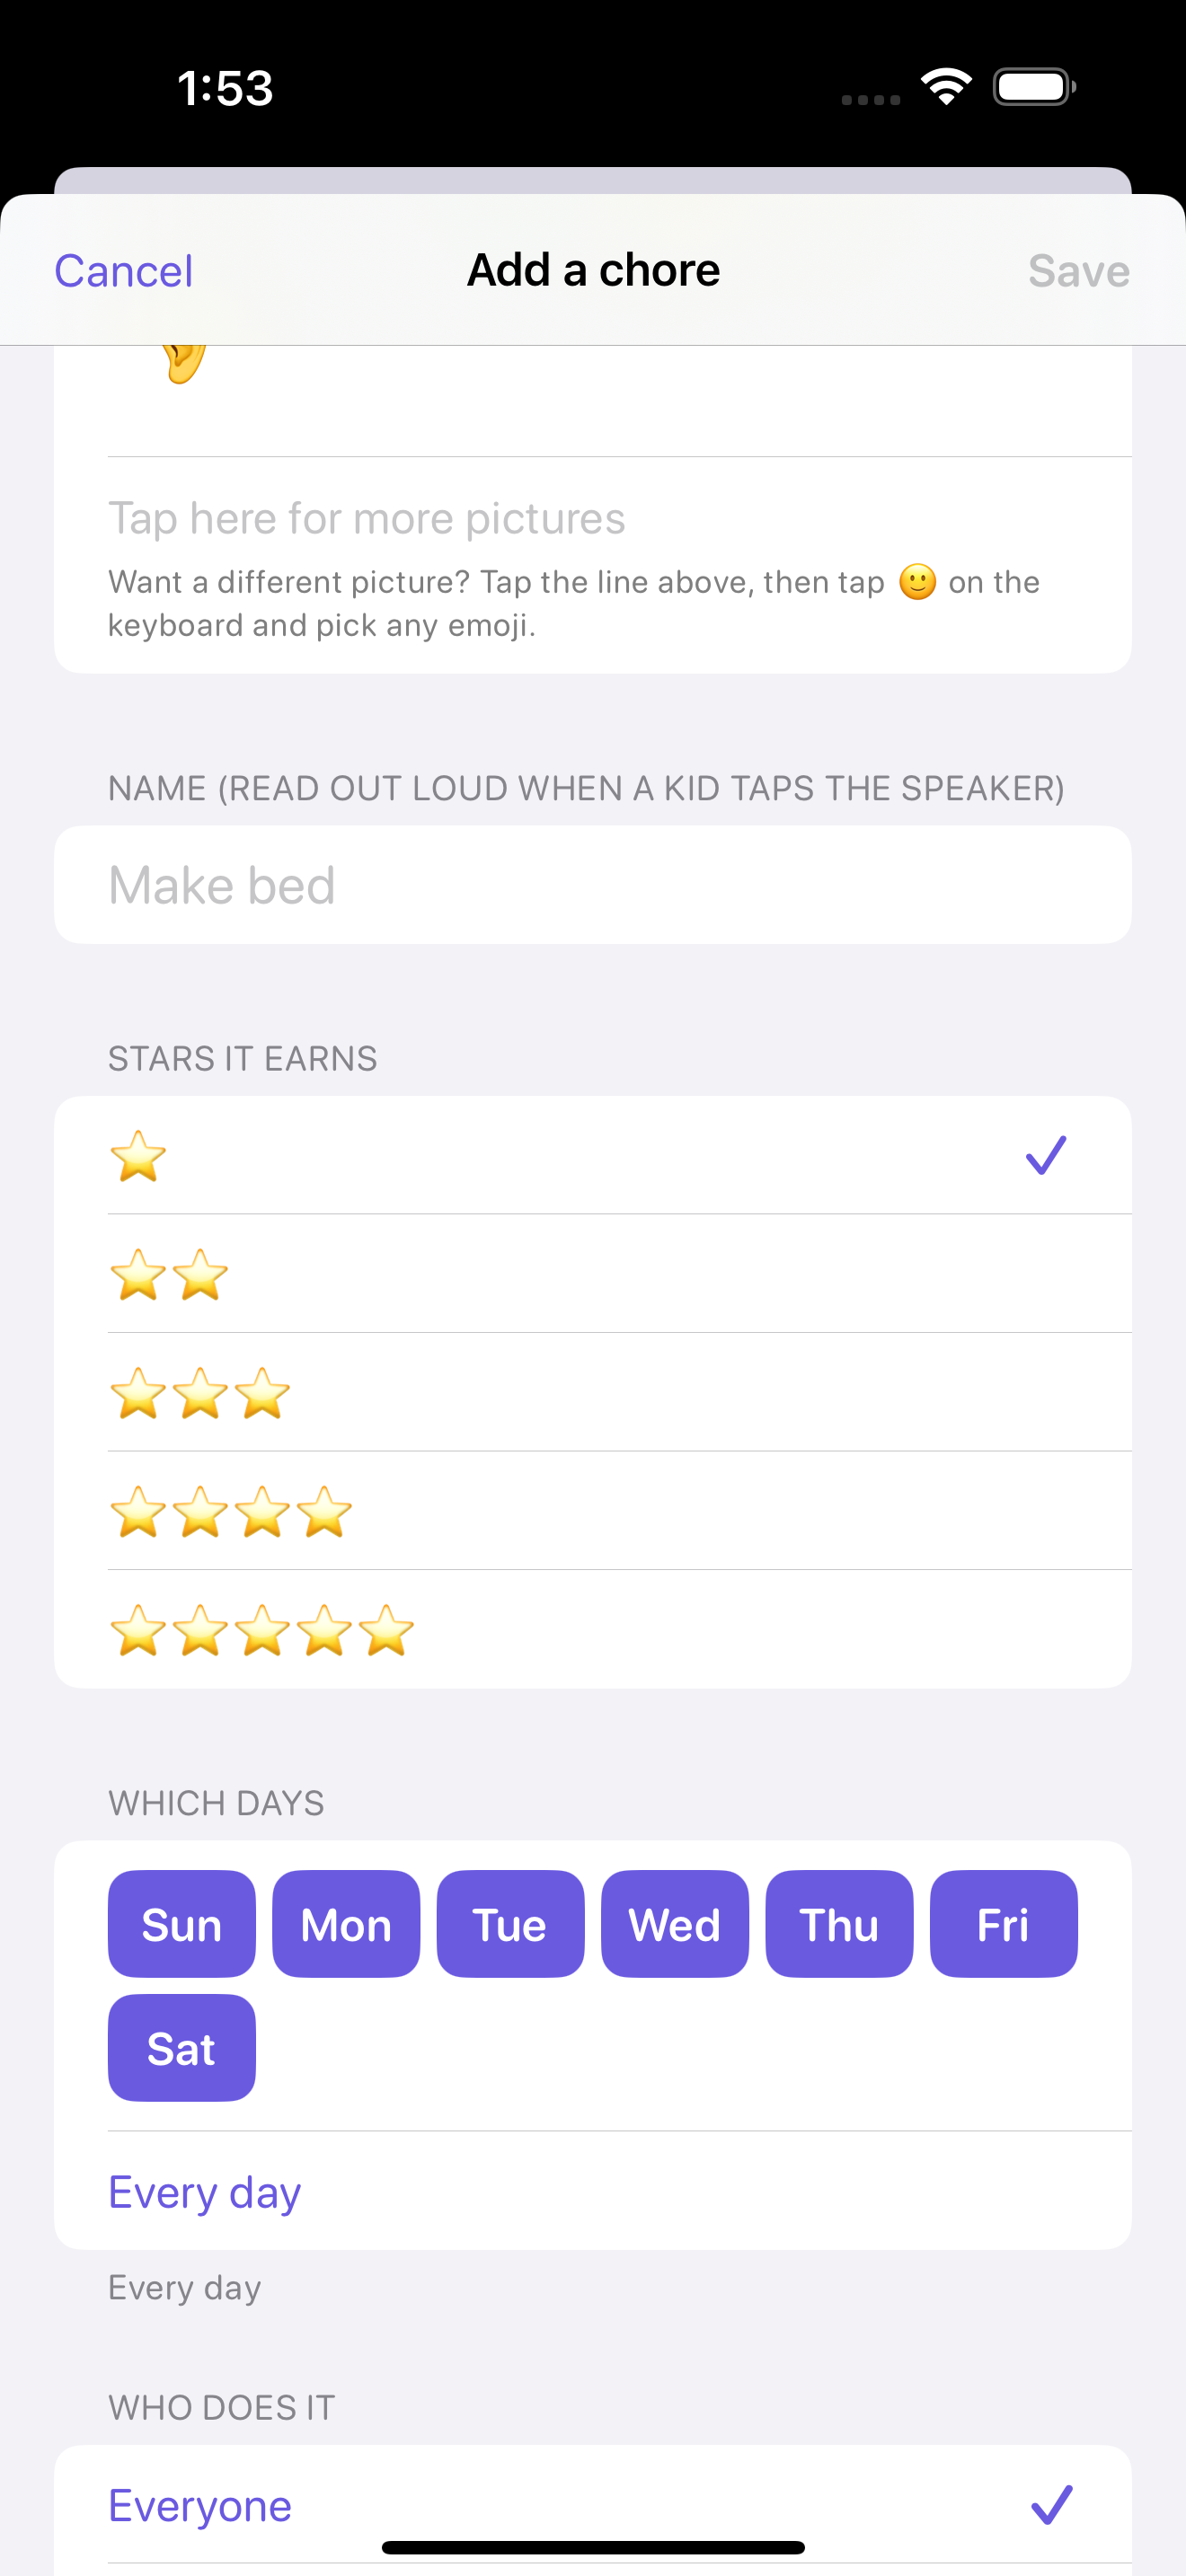 1:53
Cancel
Add a chore
Save
Tap here for more pictures
Want a different picture? Tap the line above, then tap 🙂 on the
keyboard and pick any emoji.
NAME (READ OUT LOUD WHEN A KID TAPS THE SPEAKER)
Make bed
STARS IT EARNS
WHICH DAYS
Sun Mon Tue Wed Thu Fri
Sat
Every day
Every day
WHO DOES IT
Everyone